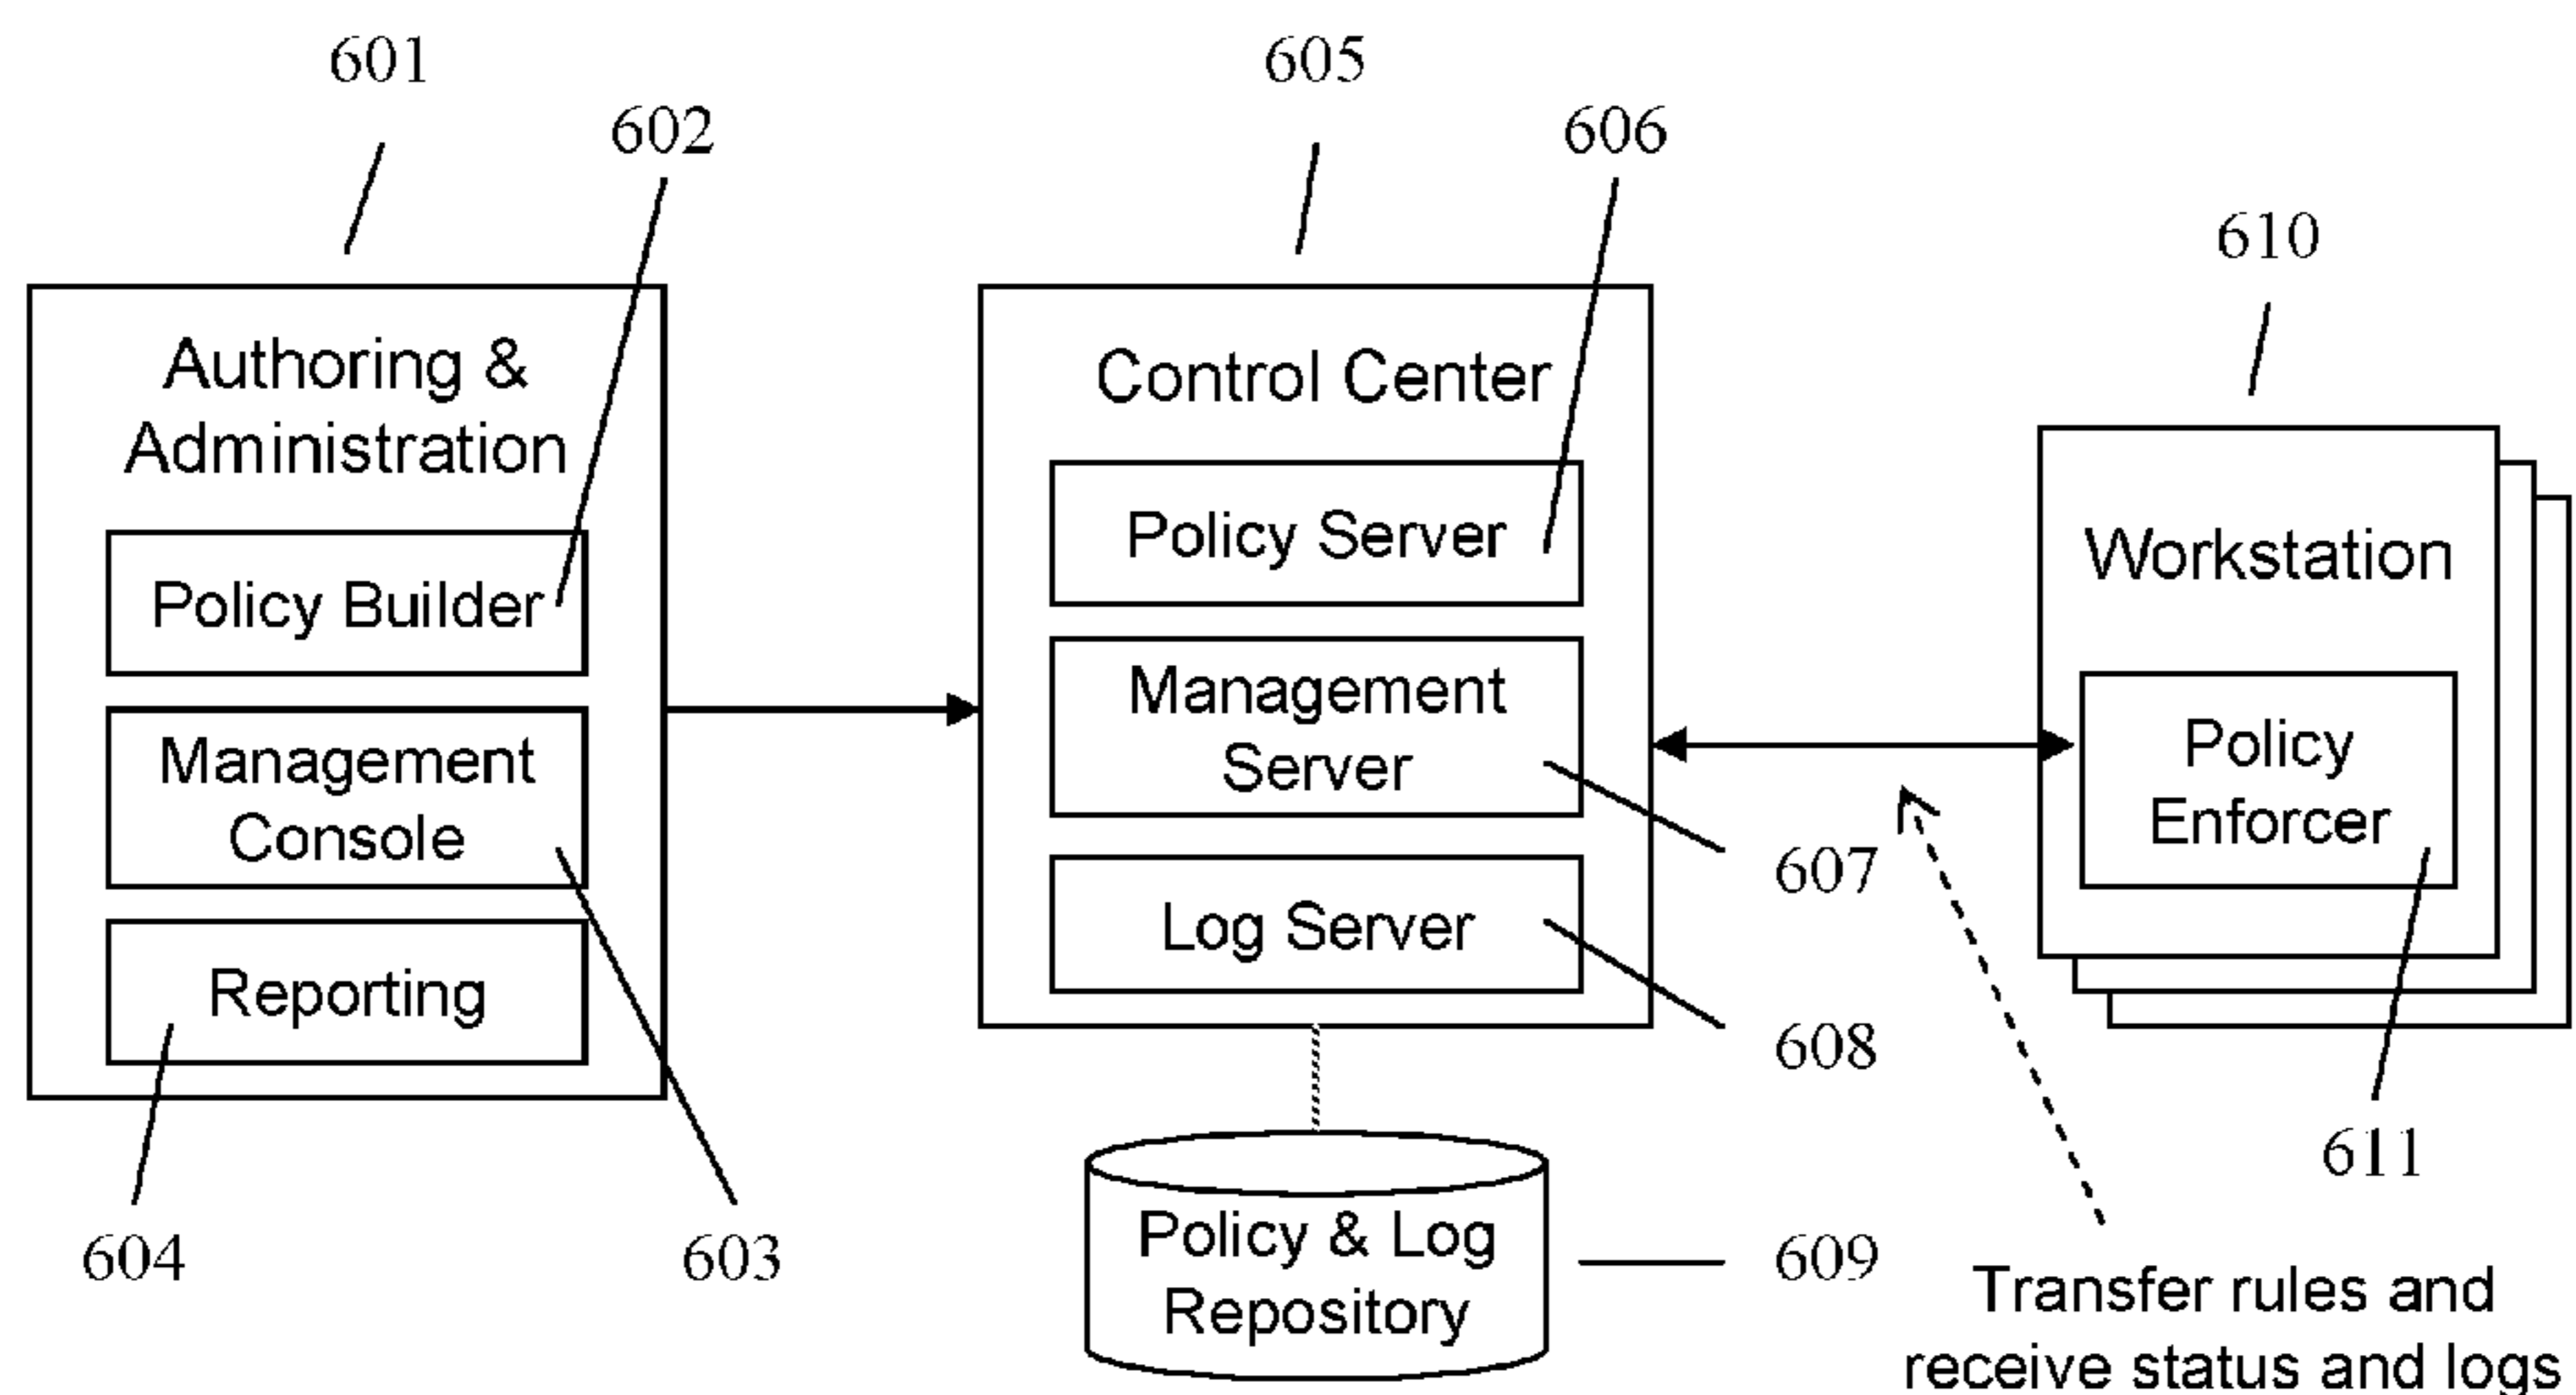 601
602
605
606
610
Authoring &
Administration
Policy Builder
Management
Console
Reporting
604
603
Control Center
Policy Server
Management
Server
Log Server
607
608
Policy & Log
Repository
609
Workstation
Policy
Enforcer
611
Transfer rules and
receive status and logs